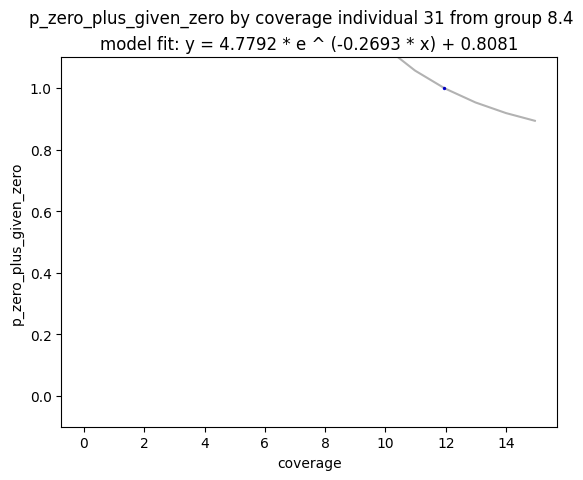 p_zero_plus_given_zero by coverage individual 31 from group 8.4
model fit: y = 4.7792 * e ^ (-0.2693 * x) + 0.8081
1.0
0.8
0.6
0.4
0.2
0.0
p_zero_plus_given_zero
0 2 4 6 8 10 12 14
coverage